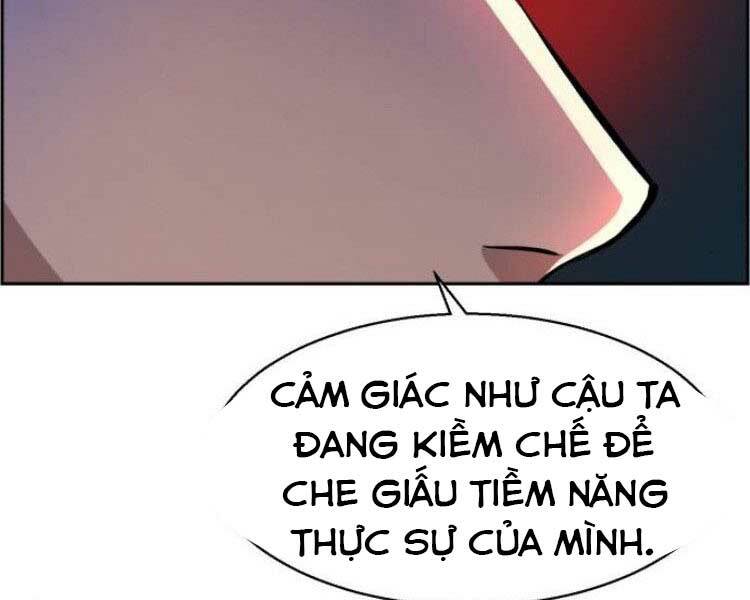 CẢM GIÁC NHƯ CẬU TA
ĐANG KIỀM CHẾ ĐỂ
CHE GIẤU TIỀM NĂNG
THỰC SỰ CỦA MÌNH.